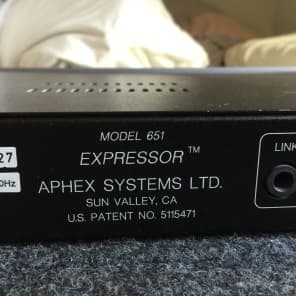 MODEL 651
EXPRESSOR™
APHEX SYSTEMS LTD.
SUN VALLEY, CA
U.S. PATENT NO. 5115471
27
0Hz
LINK